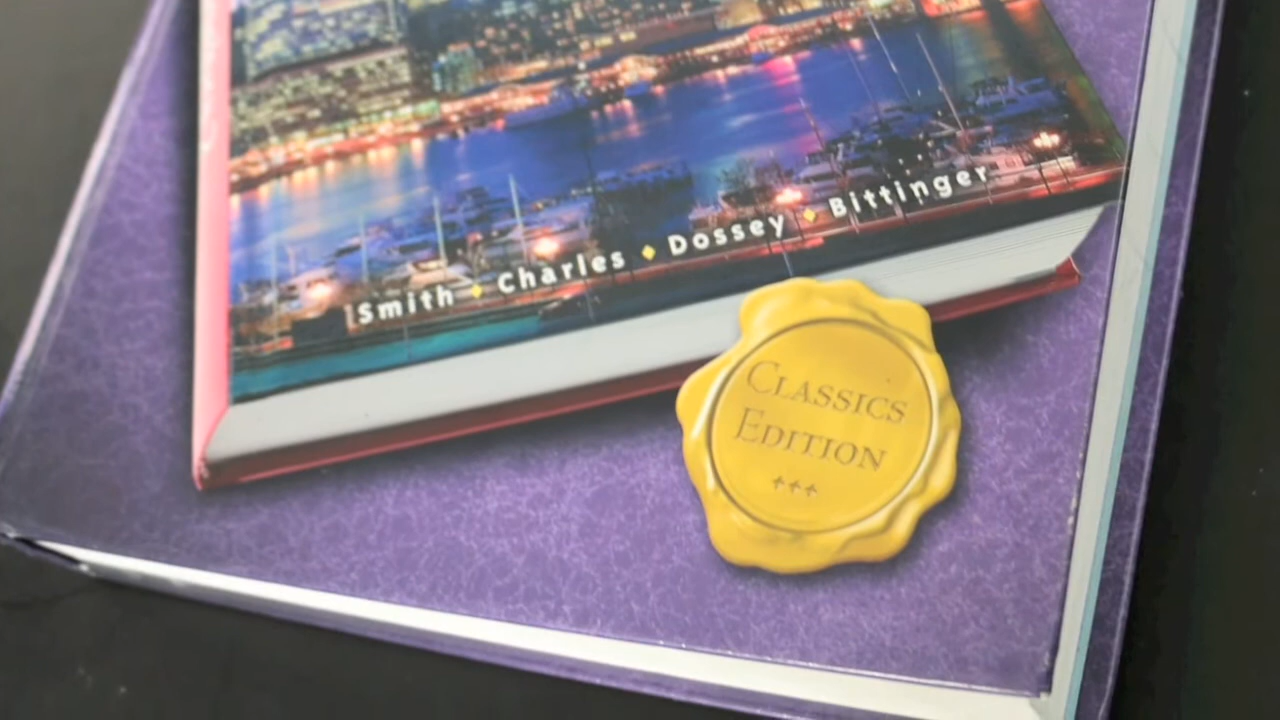 Smith ♦ Charles ♦ Dossey ♦ Bittinger
CLASSICS
EDITION